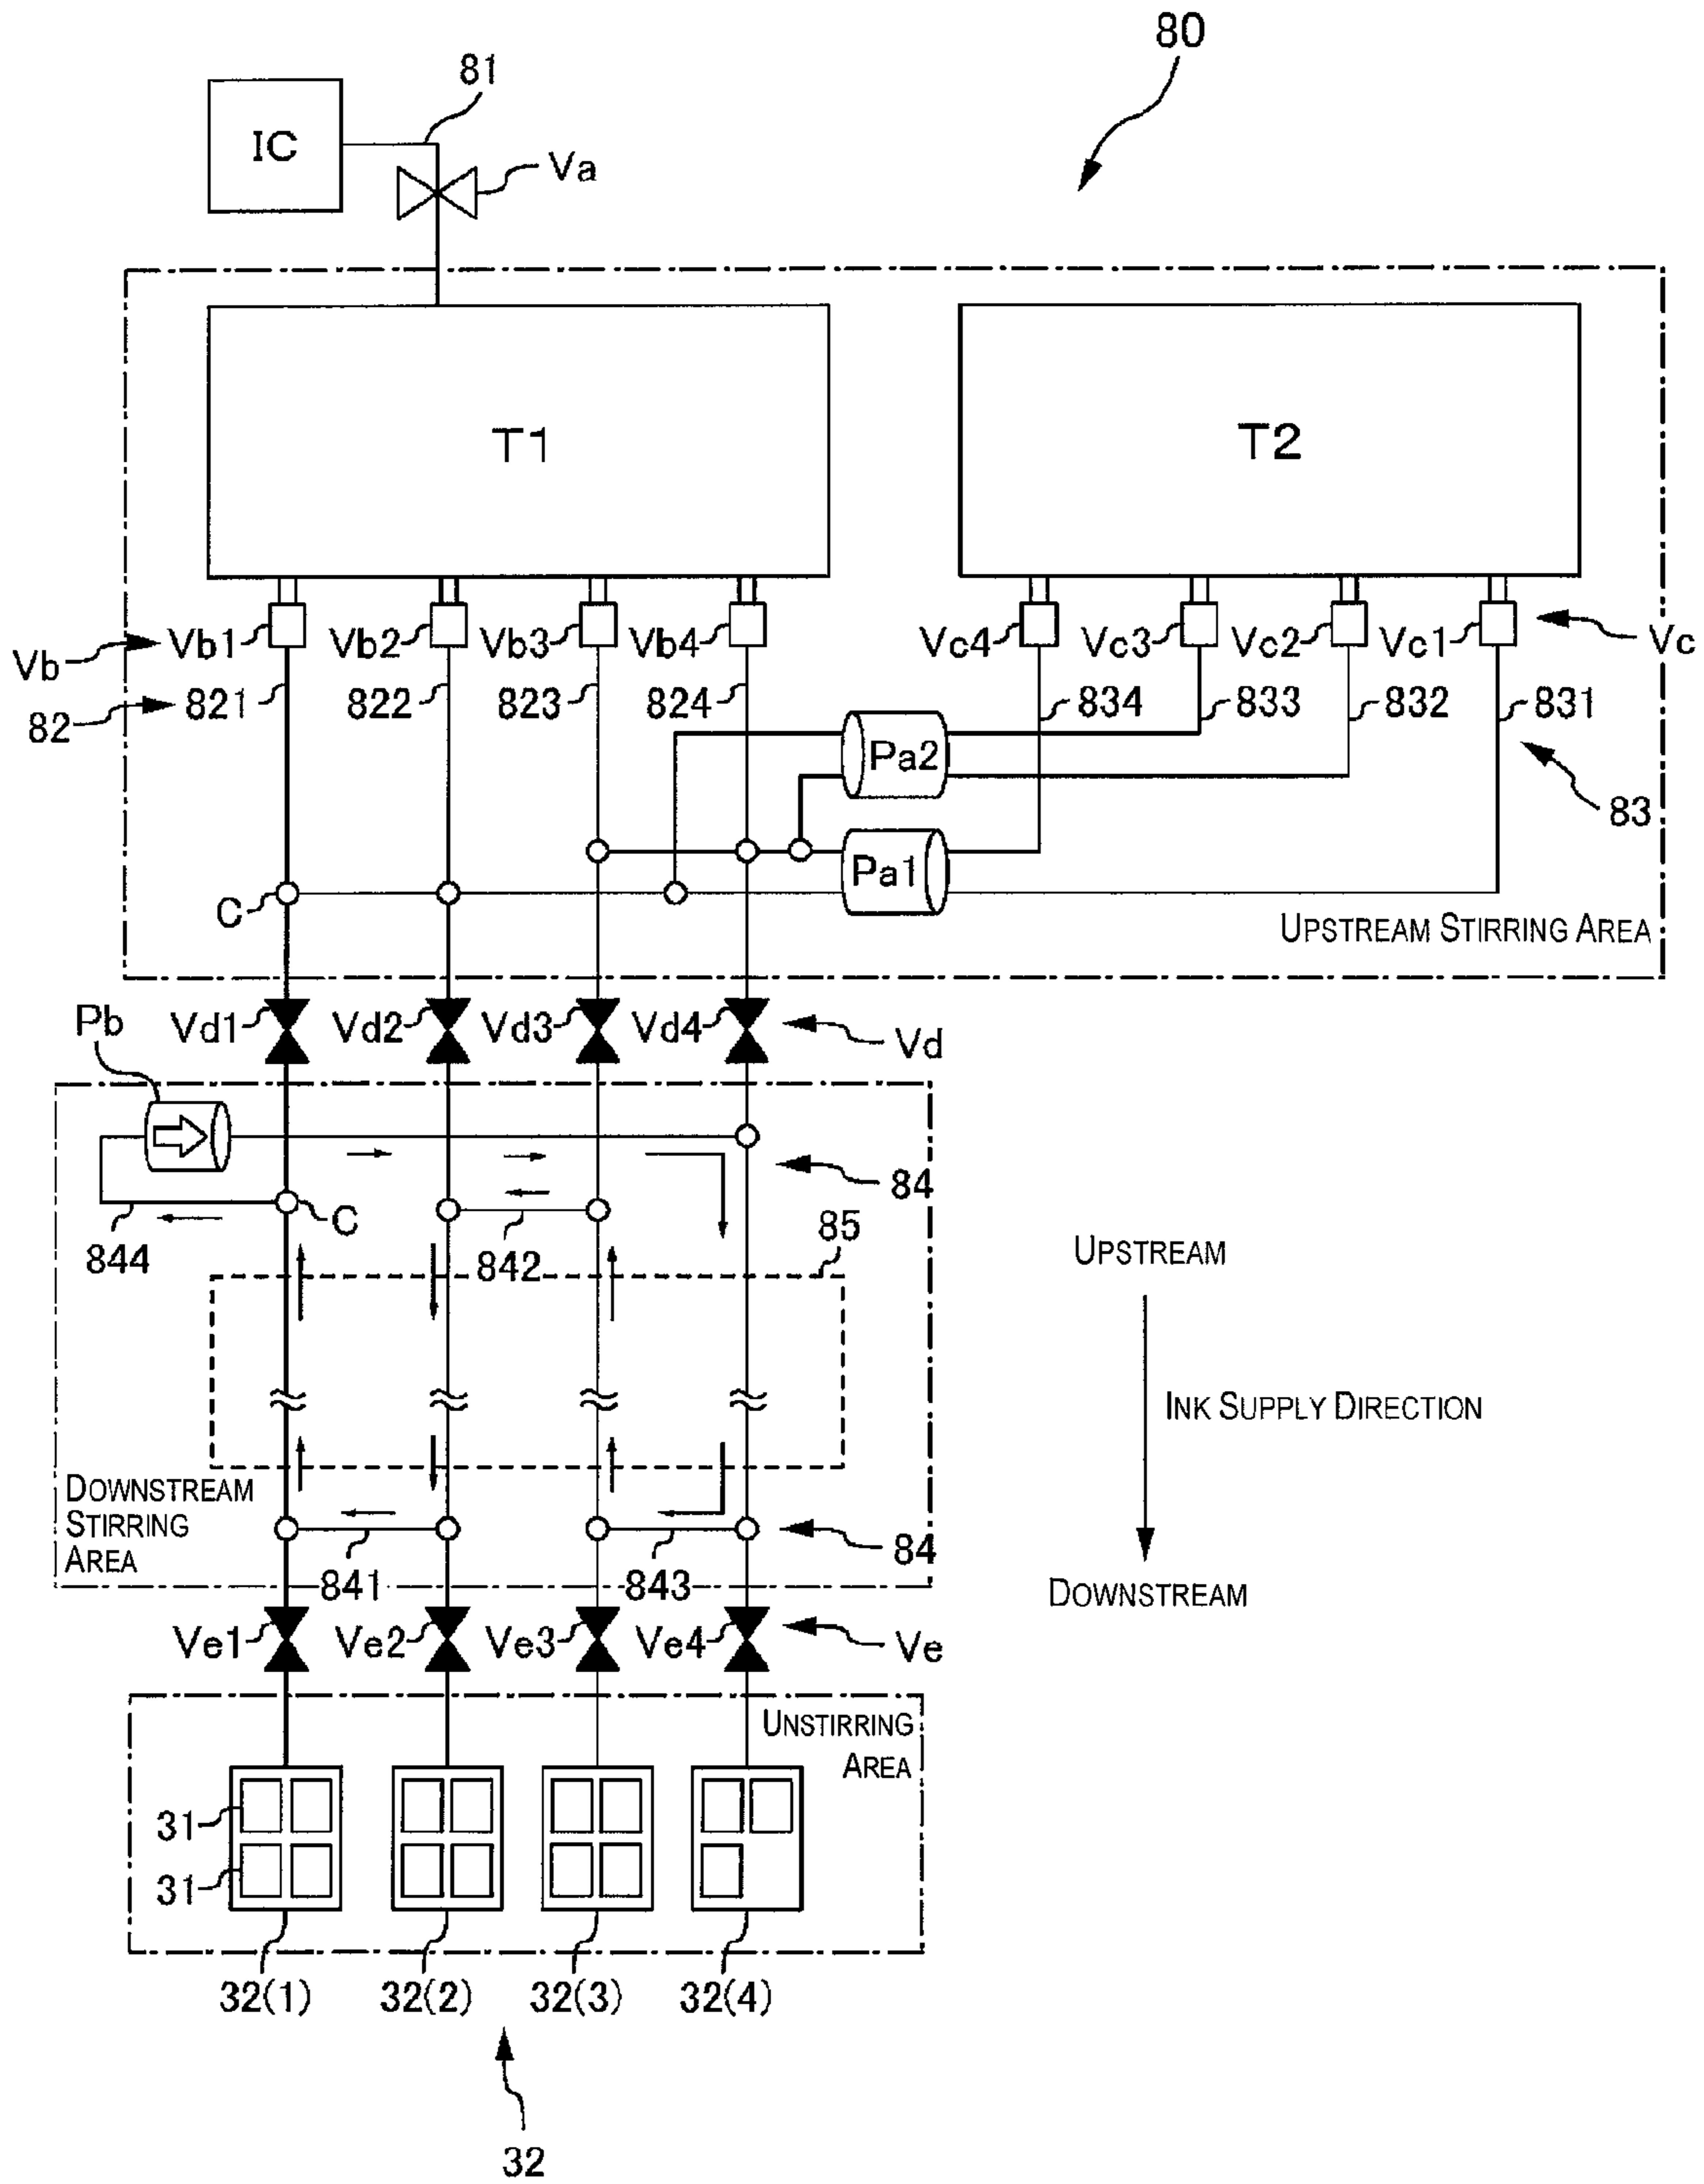 80
81
IC
Va
T1
T2
Vb
Vb1
Vb2
Vb3
Vb4
Vc4
Vc3
Vc2
Vc1
Vc
82
821
822
823
824
834
833
832
831
Pa2
83
Pa1
C
UPSTREAM STIRRING AREA
Pb
Vd1
Vd2
Vd3
Vd4
Vd
84
C
85
844
842
UPSTREAM
INK SUPPLY DIRECTION
DOWNSTREAM
DOWNSTREAM
STIRRING
AREA
84
841
843
Ve1
Ve2
Ve3
Ve4
Ve
UNSTIRRING
AREA
31
31
32(1)
32(2)
32(3)
32(4)
32